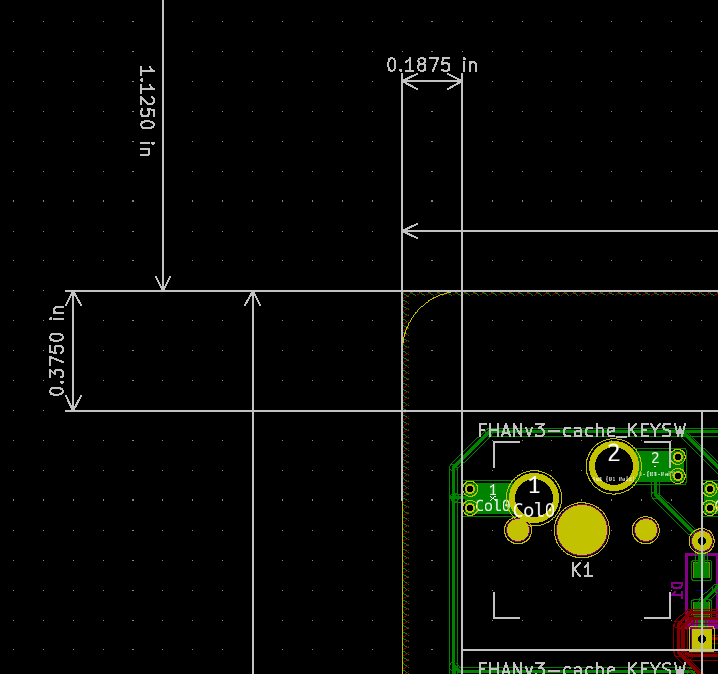 0.1875 in
1.1250 in
0.3750 in
FHANv3-cache_KEYSW
2
2
1
1
Col0
Col0
K1
D1
FHANv3-cache_KEYSW